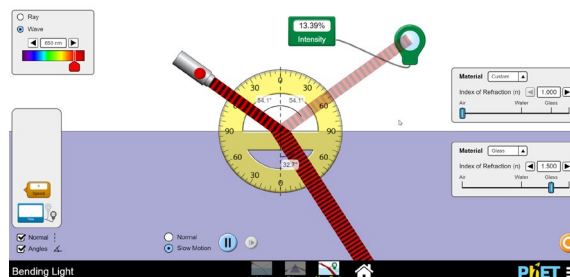 Ray
Wave
650 nm
13.39%
Intensity
Material Custom
Index of Refraction (n) 1.000
Air Water Glass
Material Glass
Index of Refraction (n) 1.500
Air Water Glass
30 0 30
60 60
54.1° 54.1°
90 90
60 60
32.7°
30 0
Normal
Angles
Normal
Slow Motion
Bending Light
PhET